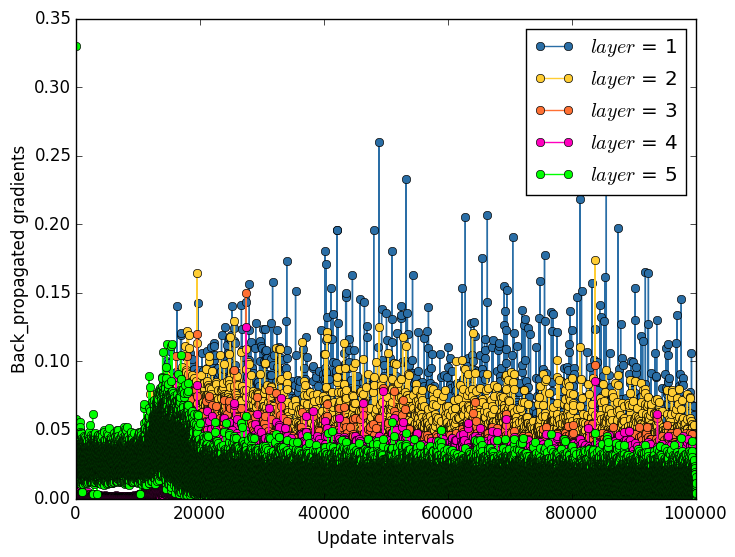 0.35
0.30
0.25
0.20
0.15
0.10
0.05
0.00
Back_propagated gradients
0
20000
40000
60000
80000
100000
Update intervals
layer = 1
layer = 2
layer = 3
layer = 4
layer = 5